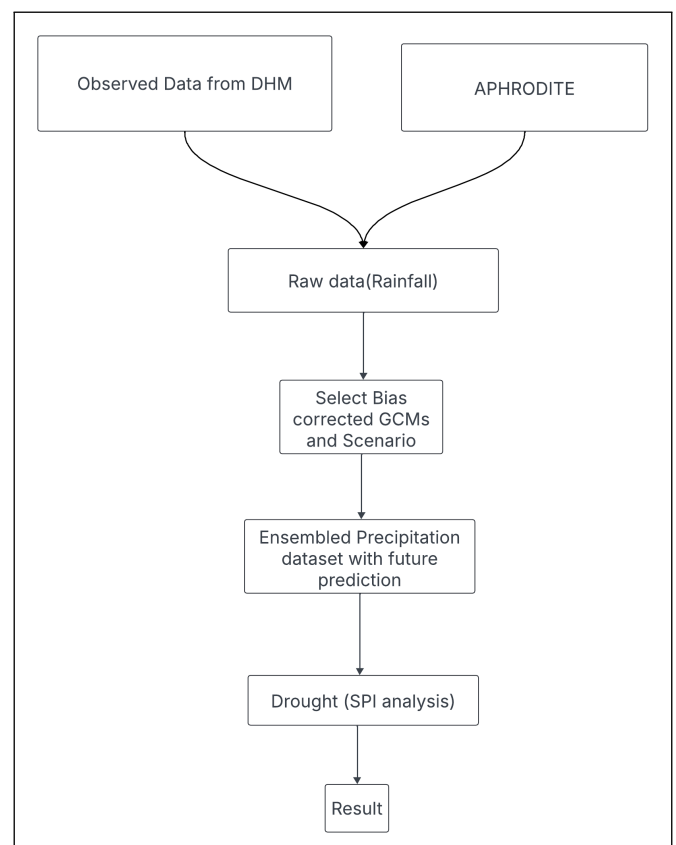 Observed Data from DHM
APHRODITE
Raw data(Rainfall)
Select Bias
corrected GCMs
and Scenario
Ensembled Precipitation
dataset with future
prediction
Drought (SPI analysis)
Result